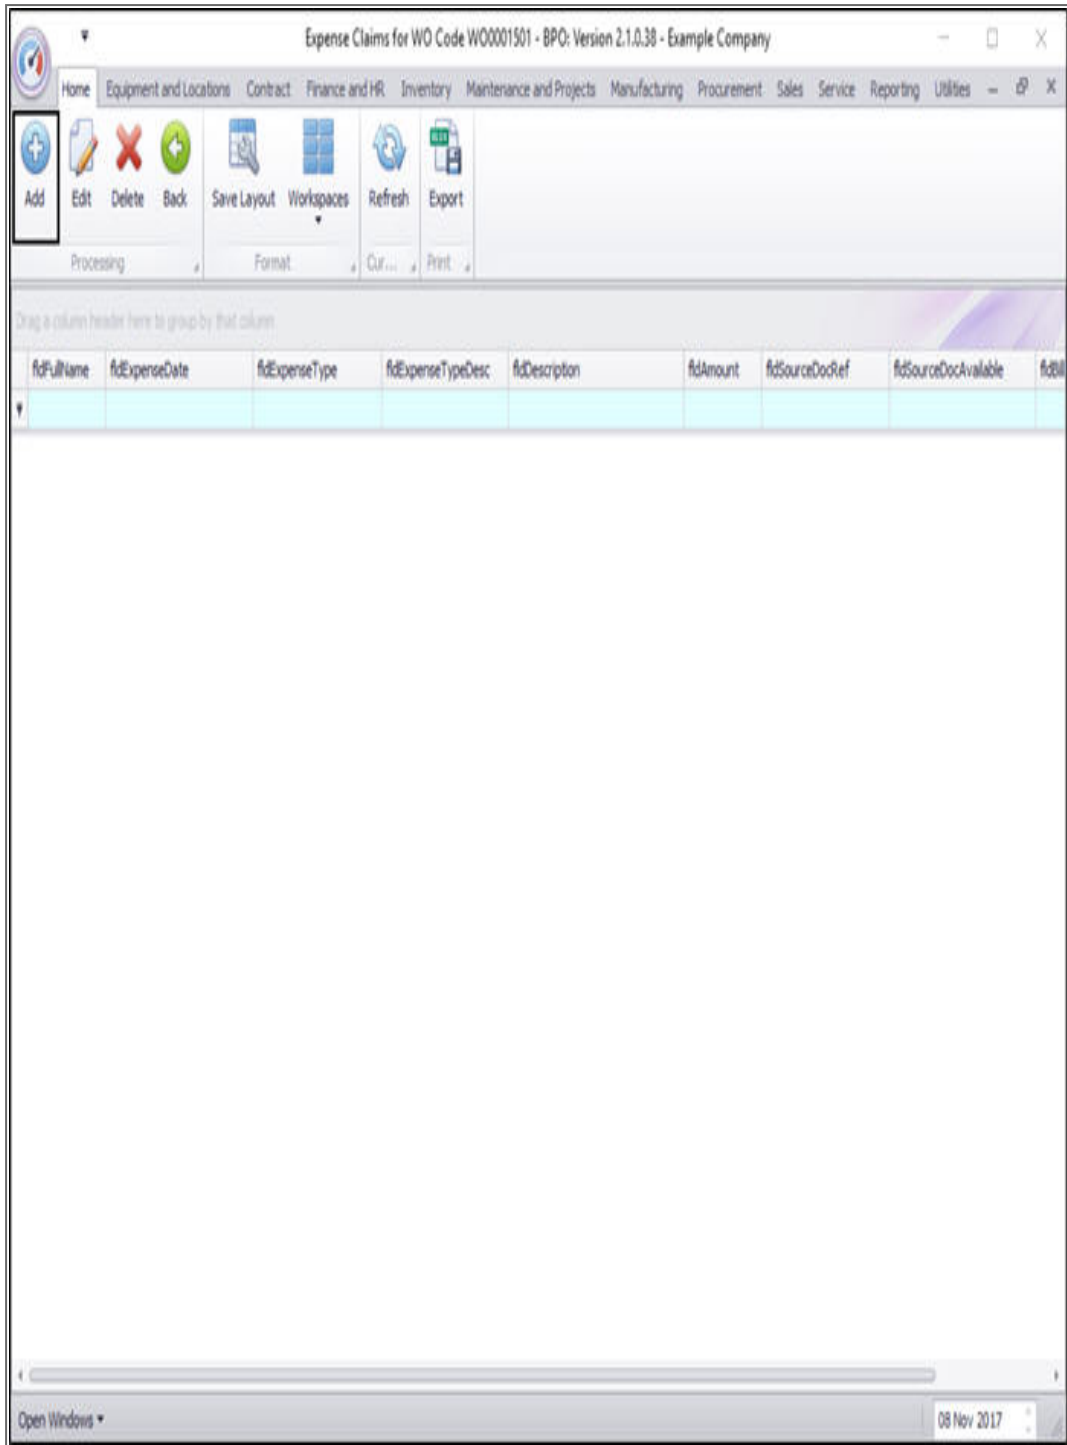 Expense Claims for WO Code WO0001501 - BPO: Version 2.1.0.38 - Example Company
Home Equipment and Locations Contract Finance and HR Inventory Maintenance and Projects Manufacturing Procurement Sales Service Reporting Utilities
Add Edit Delete Back Save Layout Workspaces Refresh Export
Processing Format Cur... Print
Drag a column header here to group by that column
fldFullName fldExpenseDate fldExpenseType fldExpenseTypeDesc fldDescription fldAmount fldSourceDocRef fldSourceDocAvailable fldBill
Open Windows 08 Nov 2017